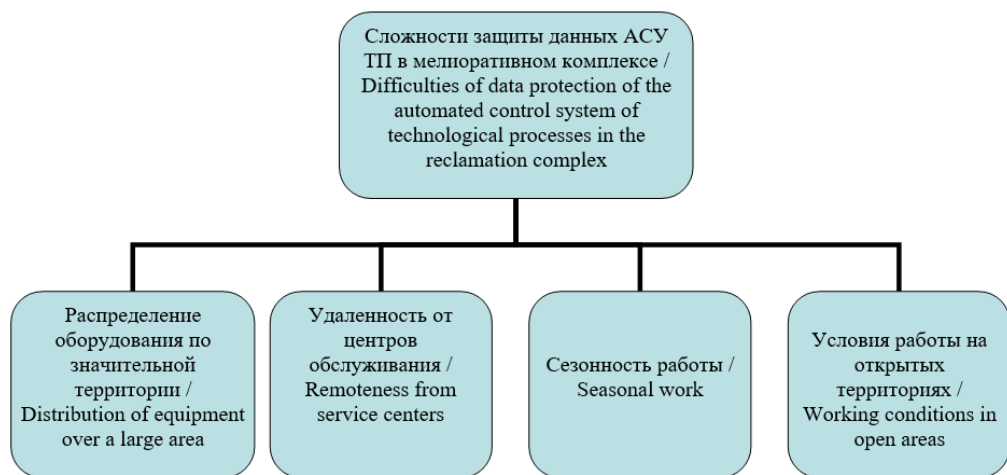 Сложности защиты данных АСУ
ТП в мелиоративном комплексе /
Difficulties of data protection of the
automated control system of
technological processes in the
reclamation complex
Распределение
оборудования по
значительной
территории /
Distribution of equipment
over a large area
Удаленность от
центров
обслуживания /
Remoteness from
service centers
Сезонность работы /
Seasonal work
Условия работы на
открытых
территориях /
Working conditions in
open areas